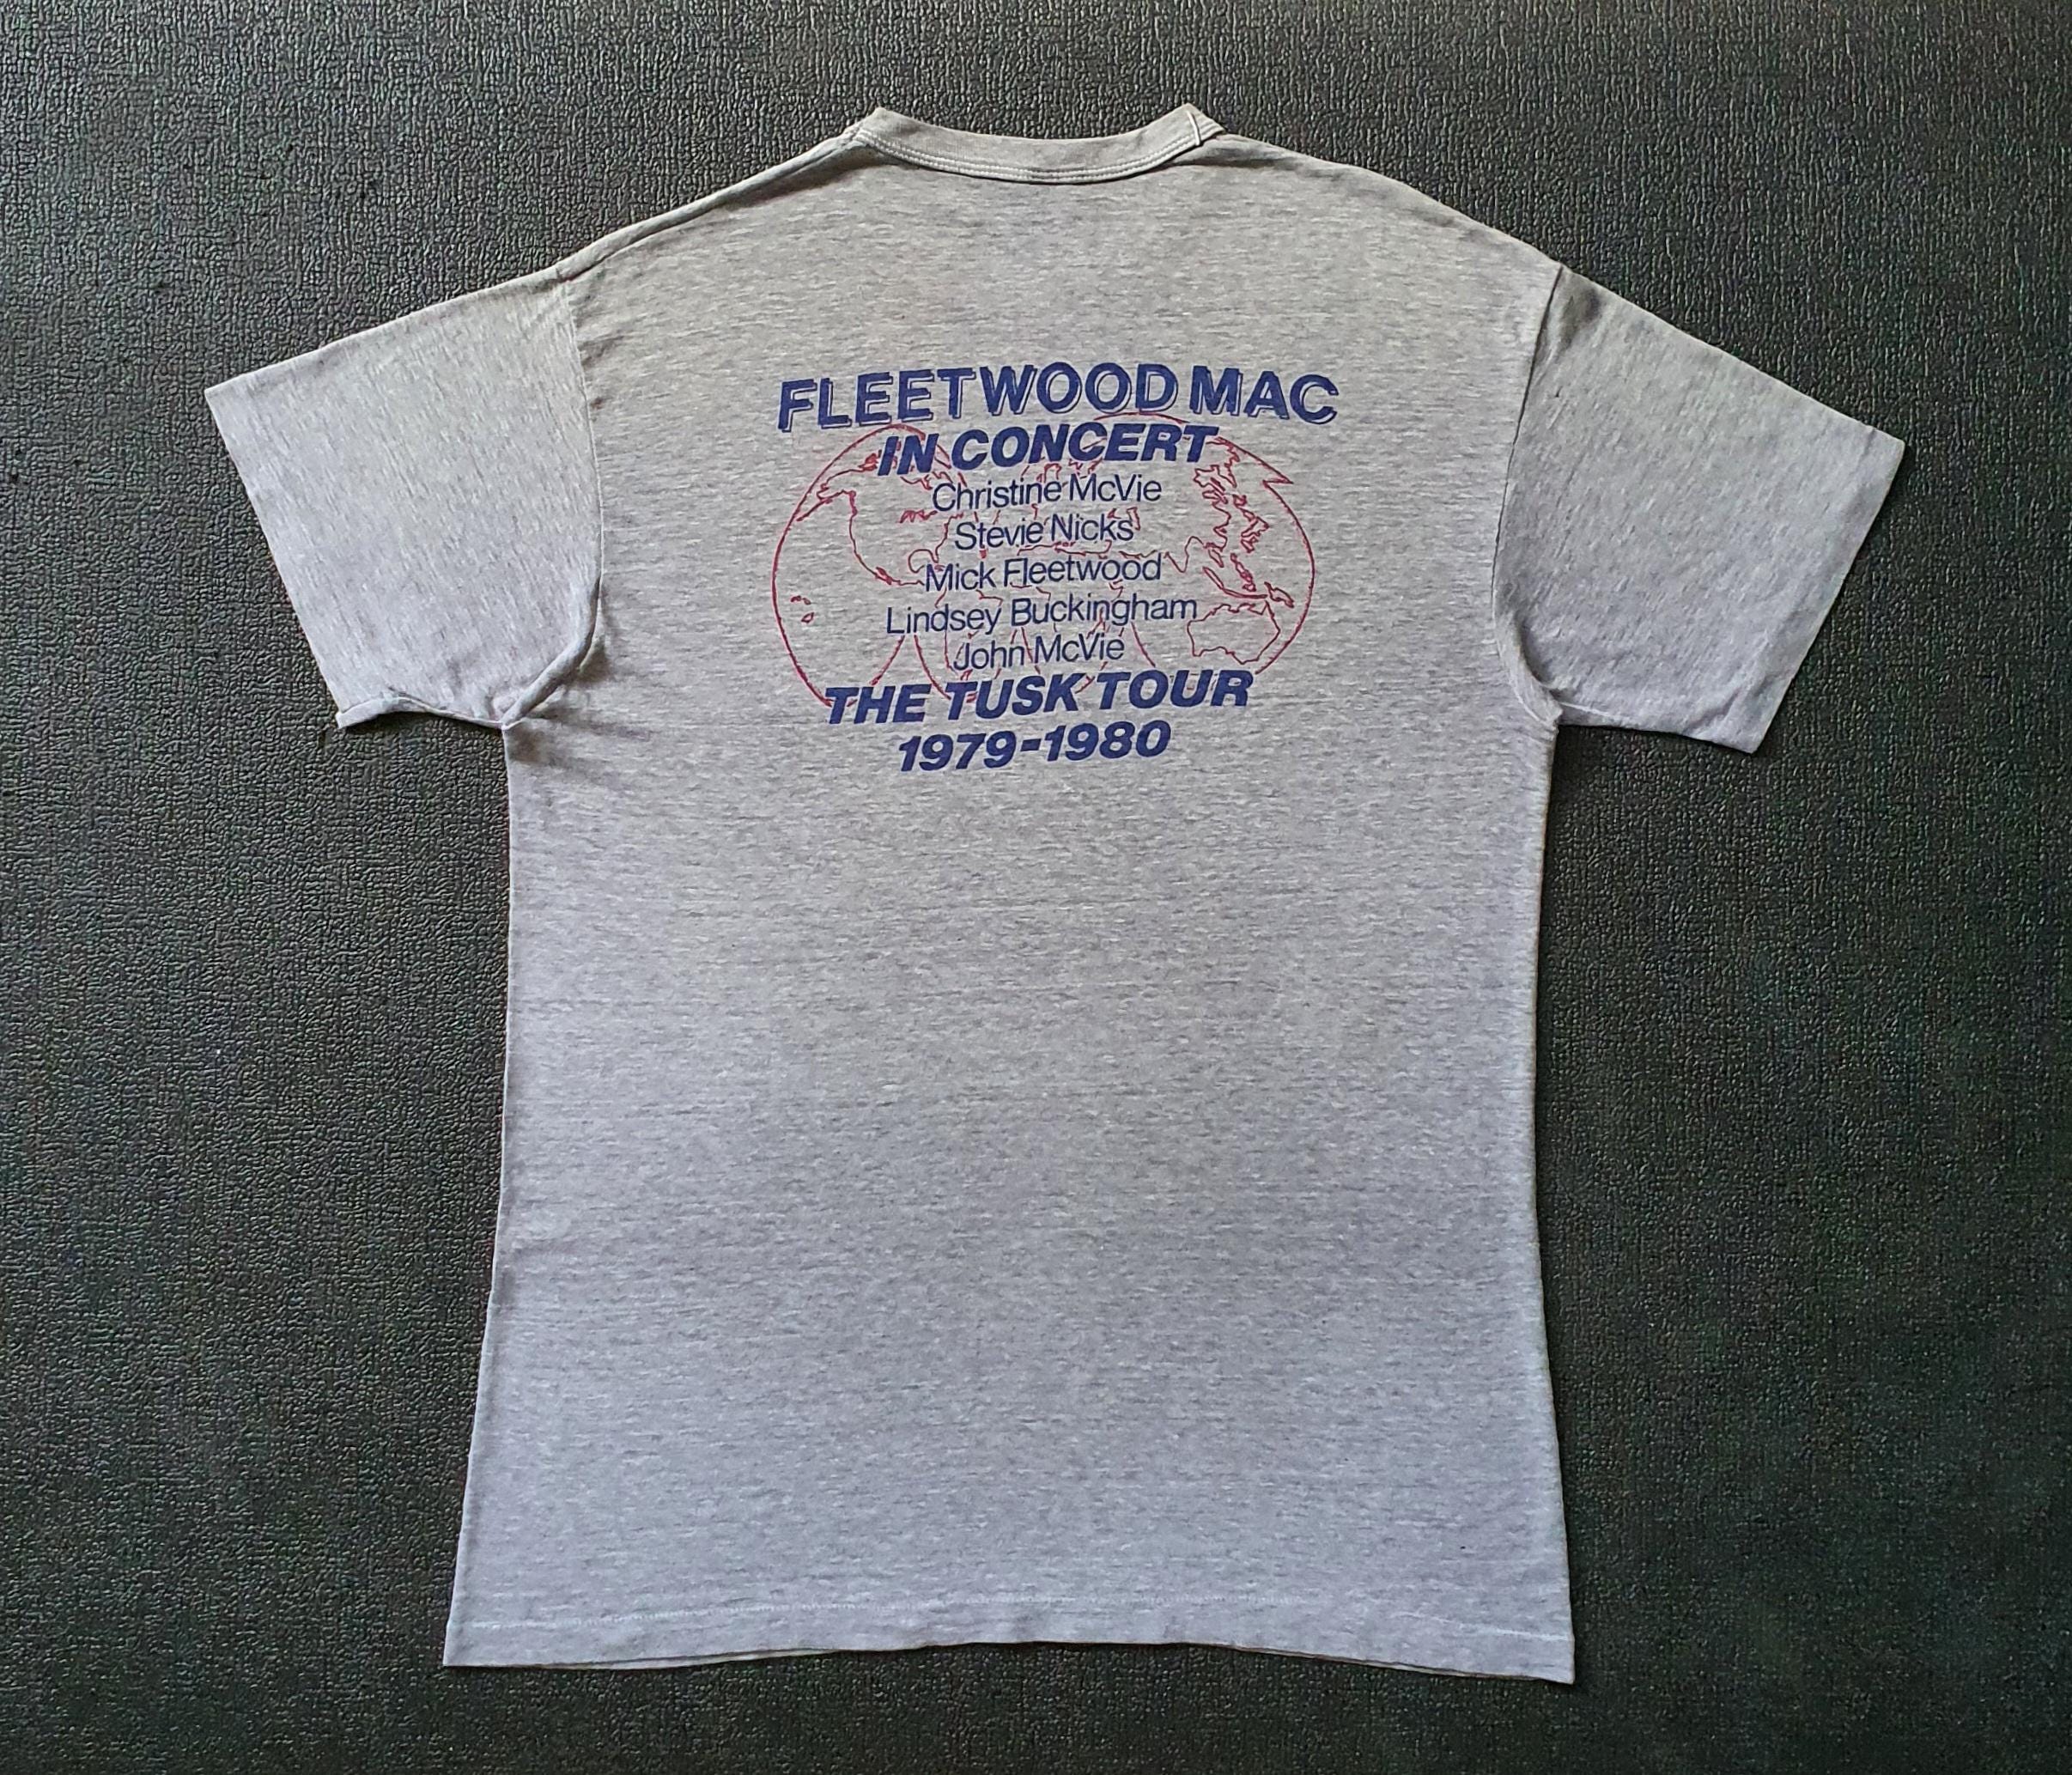 FLEETWOOD MAC
IN CONCERT
Christine McVie
Stevie Nicks
Mick Fleetwood
Lindsey Buckingham
John McVie
THE TUSK TOUR
1979-1980